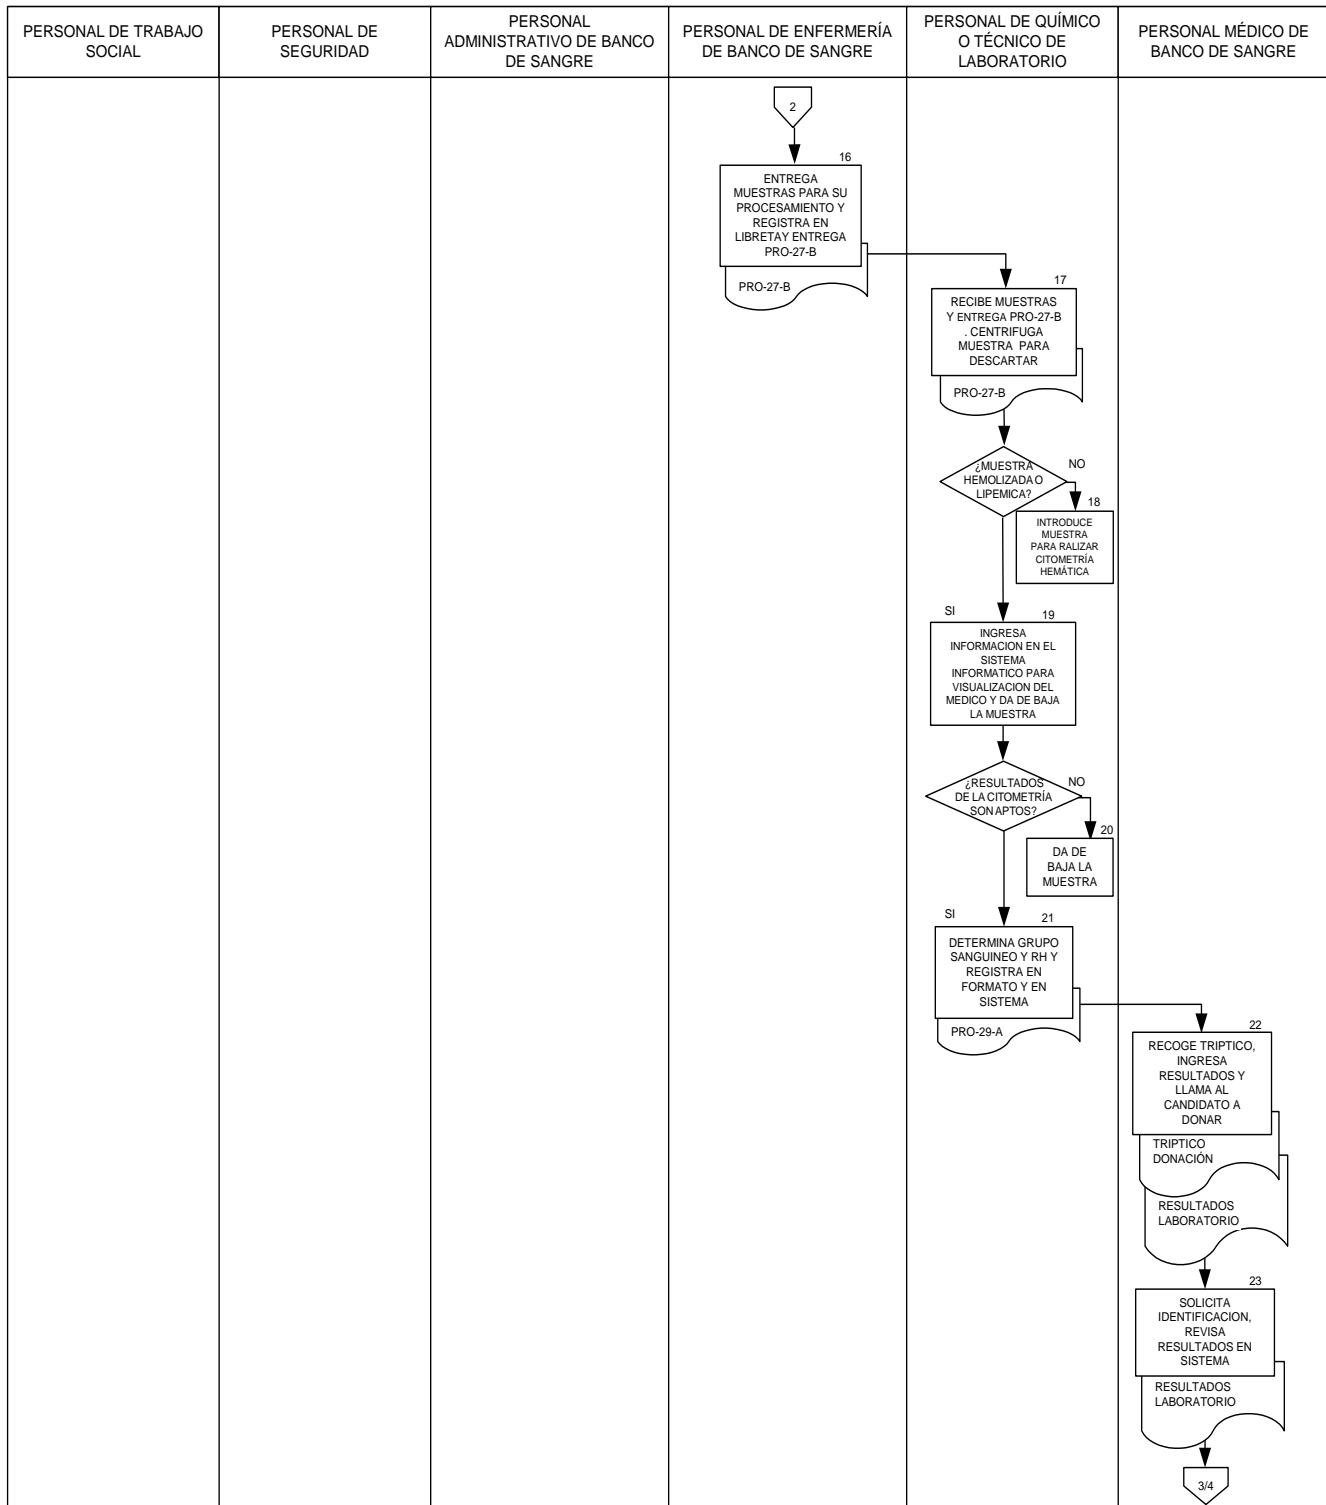 PERSONAL DE TRABAJO
SOCIAL
PERSONAL DE
SEGURIDAD
PERSONAL
ADMINISTRATIVO DE BANCO
DE SANGRE
PERSONAL DE ENFERMERÍA
DE BANCO DE SANGRE
PERSONAL DE QUÍMICO
O TÉCNICO DE
LABORATORIO
PERSONAL MÉDICO DE
BANCO DE SANGRE
2
16
ENTREGA
MUESTRAS PARA SU
PROCESAMIENTO Y
REGISTRA EN
LIBRETAY ENTREGA
PRO-27-B
PRO-27-B
17
RECIBE MUESTRAS
Y ENTREGA PRO-27-B
. CENTRIFUGA
MUESTRA PARA
DESCARTAR
PRO-27-B
¿MUESTRA
HEMOLIZADA O
LIPEMICA?
NO
18
INTRODUCE
MUESTRA
PARA RALIZAR
CITOMETRÍA
HEMÁTICA
SI
19
INGRESA
INFORMACION EN EL
SISTEMA
INFORMATICO PARA
VISUALIZACION DEL
MEDICO Y DA DE BAJA
LA MUESTRA
¿RESULTADOS
DE LA CITOMETRÍA
SON APTOS?
NO
20
DA DE
BAJA LA
MUESTRA
SI
21
DETERMINA GRUPO
SANGUINEO Y RH Y
REGISTRA EN
FORMATO Y EN
SISTEMA
PRO-29-A
22
RECOGE TRIPTICO,
INGRESA
RESULTADOS Y
LLAMA AL
CANDIDATO A
DONAR
TRIPTICO
DONACIÓN
RESULTADOS
LABORATORIO
23
SOLICITA
IDENTIFICACION,
REVISA
RESULTADOS EN
SISTEMA
RESULTADOS
LABORATORIO
3/4